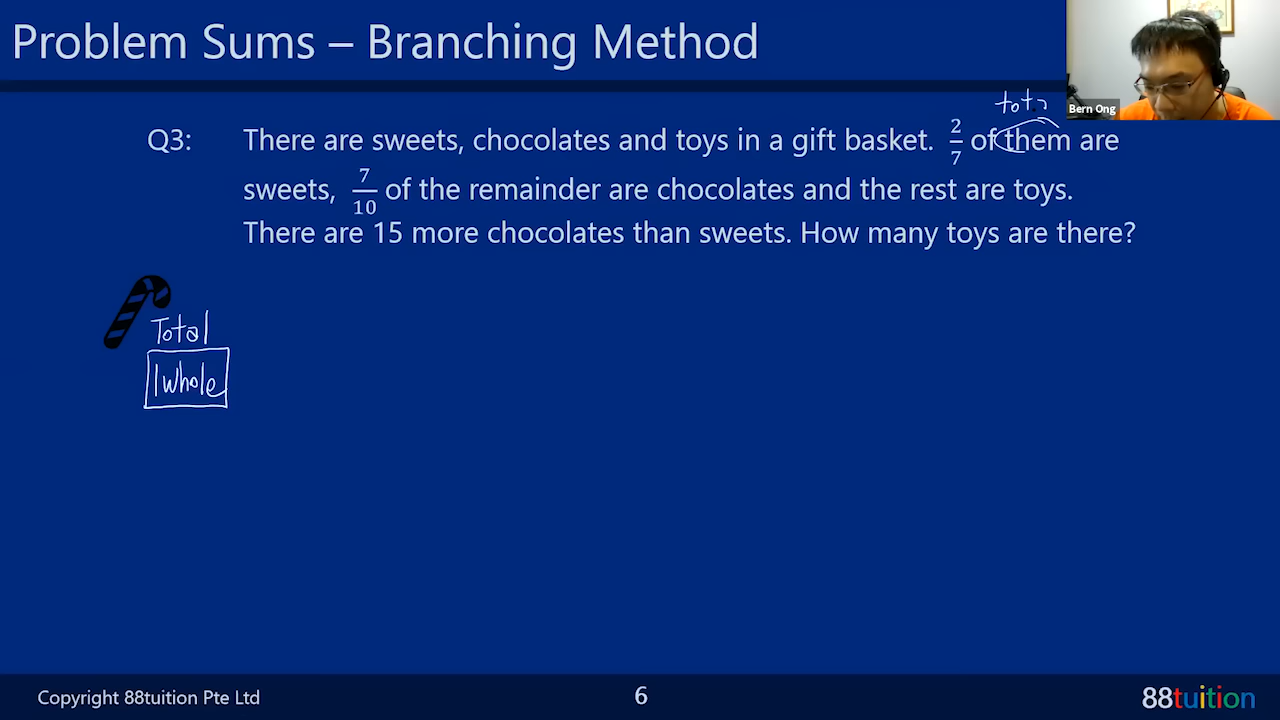 Problem Sums – Branching Method
Bern Ong
Q3: There are sweets, chocolates and toys in a gift basket. 2/7 of them are
sweets, 7/10 of the remainder are chocolates and the rest are toys.
There are 15 more chocolates than sweets. How many toys are there?
Total
1 whole
Copyright 88tuition Pte Ltd
6
88tuition